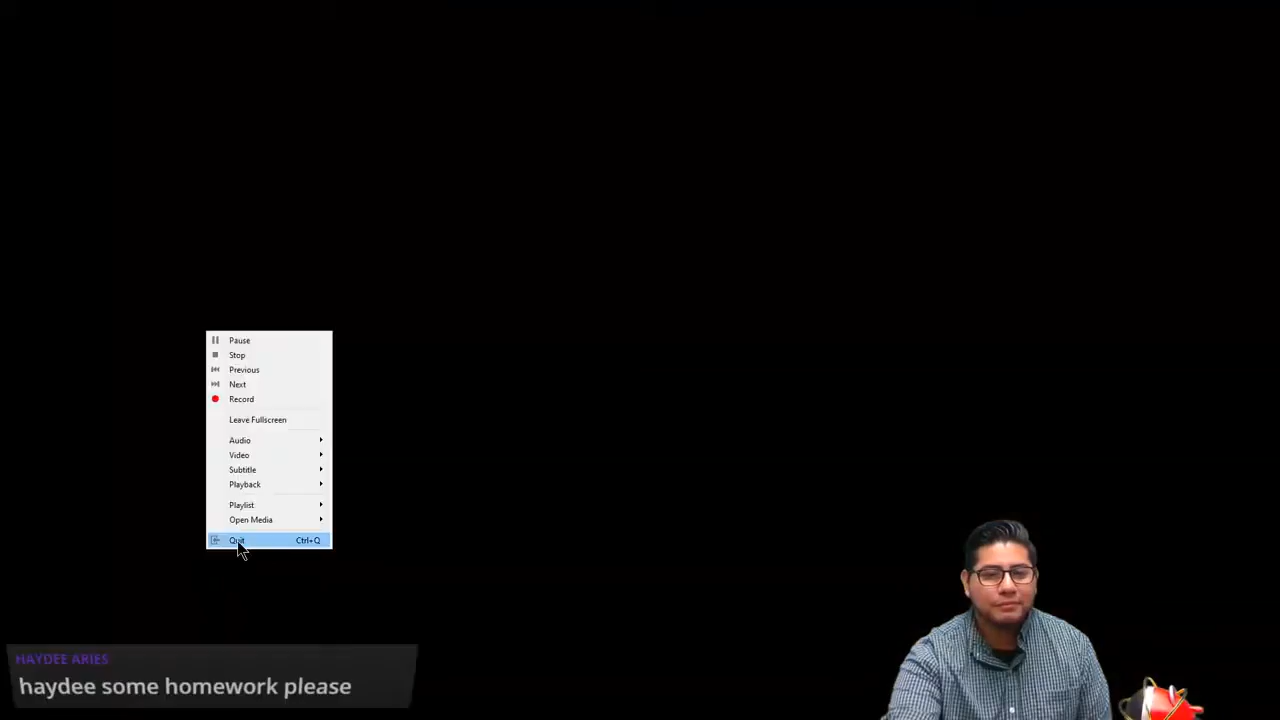 Pause
Stop
Previous
Next
Record
Leave Fullscreen
Audio
Video
Subtitle
Playback
Playlist
Open Media
Quit Ctrl+Q
HAYDEE ARIES
haydee some homework please